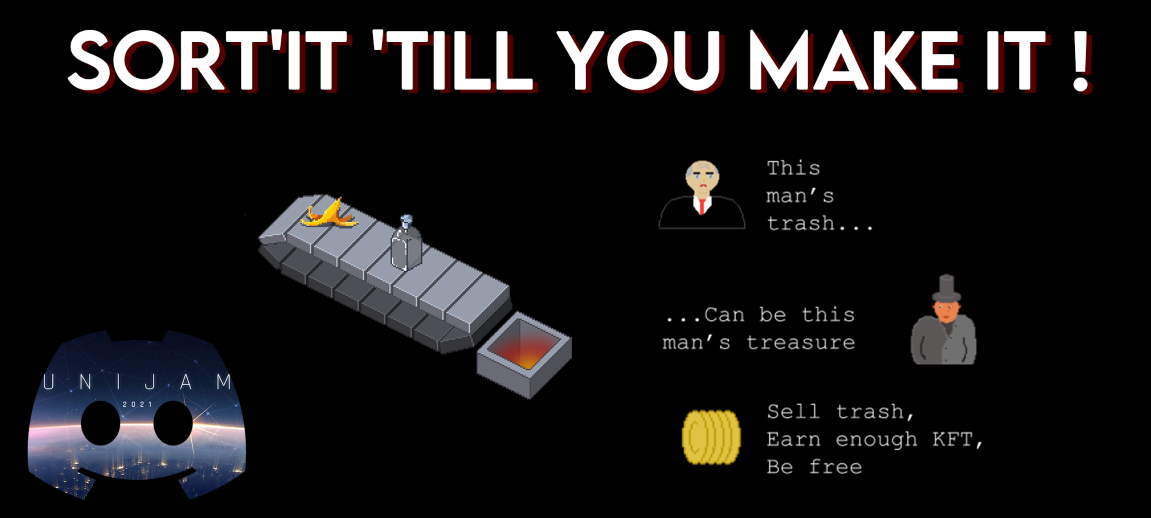 SORT'IT 'TILL YOU MAKE IT !
This
man's
trash...
...Can be this
man's treasure
UNIJAM
2021
Sell trash,
Earn enough KFT,
Be free